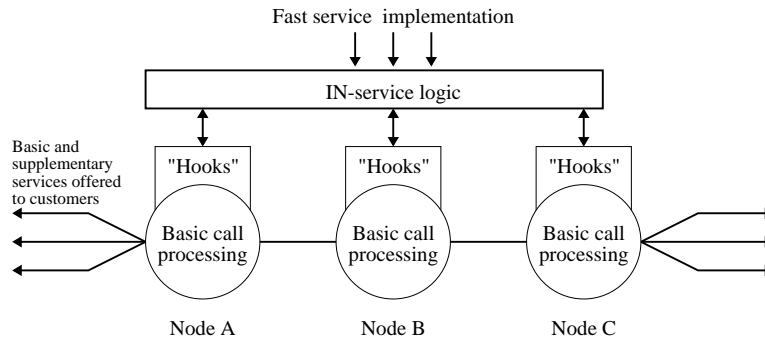 Fast service implementation
IN-service logic
Basic and
supplementary
services offered
to customers
"Hooks"
"Hooks"
"Hooks"
Basic call
processing
Basic call
processing
Basic call
processing
Node A
Node B
Node C